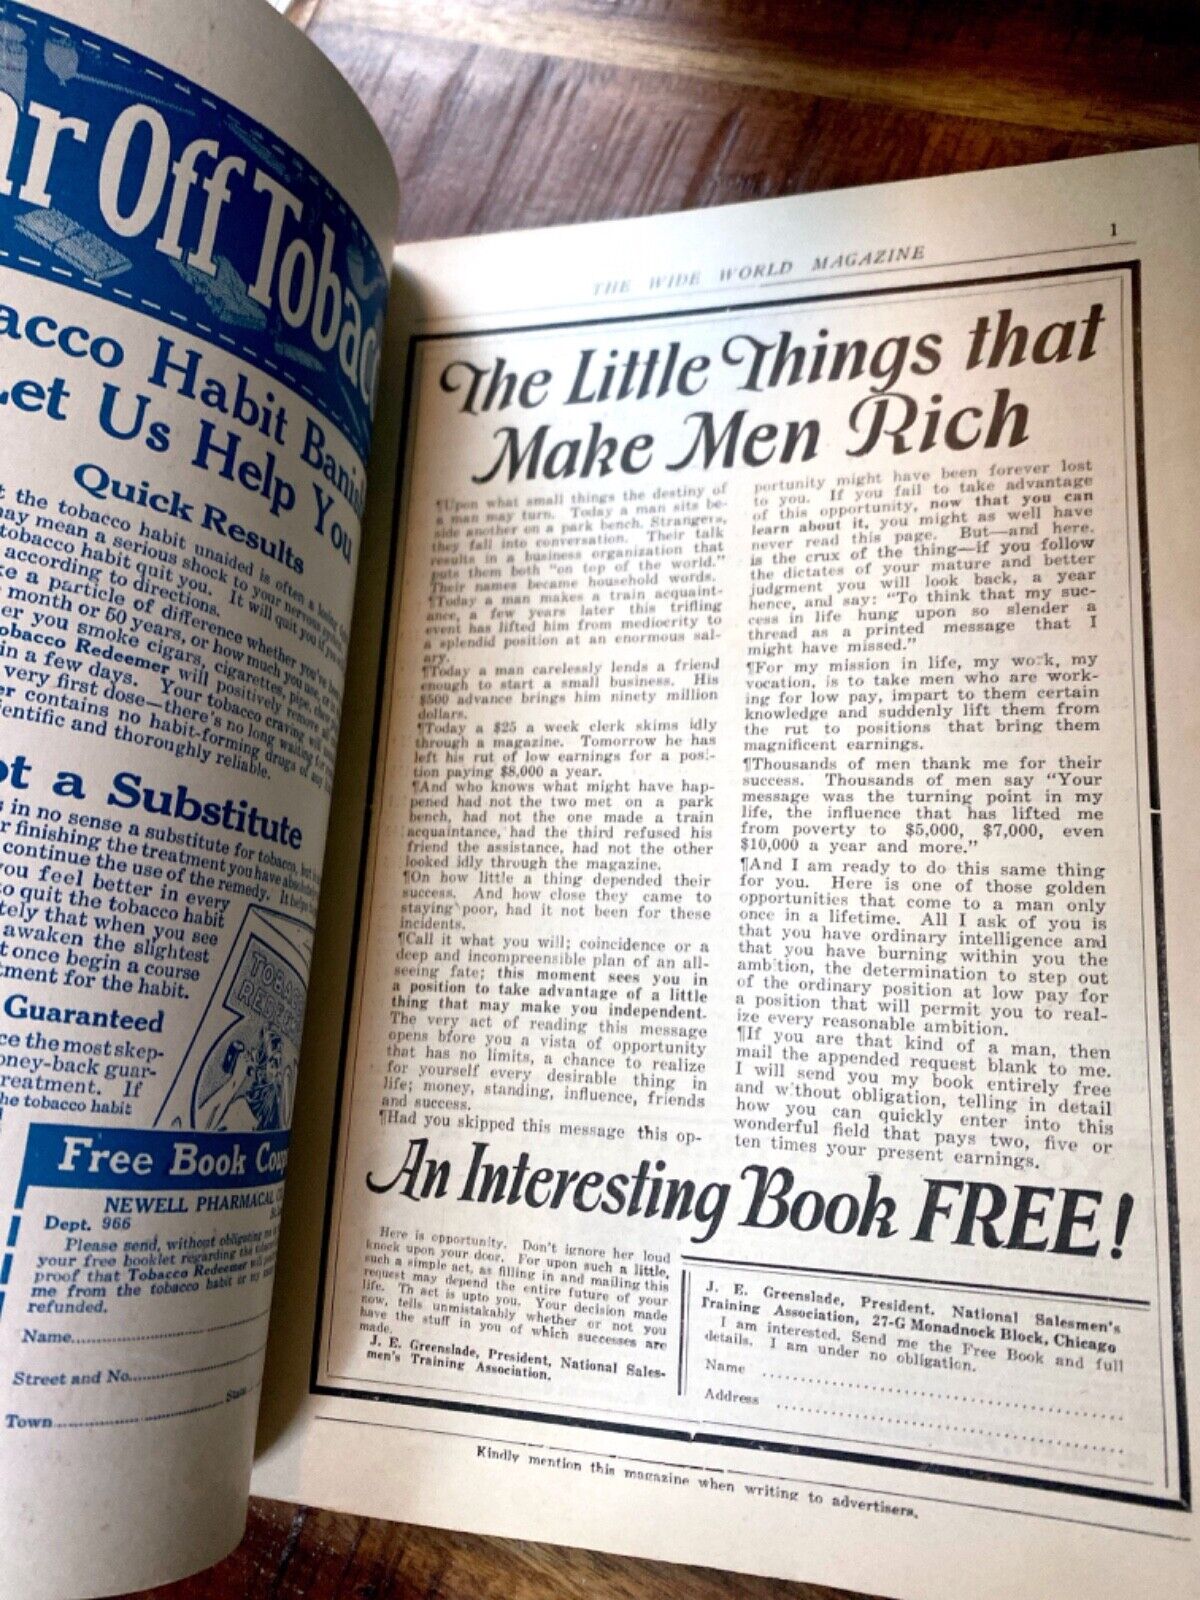 Off Tobacc
acco Habit Banish
Let Us Help You
Quick Results
the tobacco habit unaided is often a losing
may mean a serious shock to your nervous
tobacco habit quit you. It will quit you if you
according to directions.
a particle of difference whether you've
month or 50 years, or how much you use, or
you smoke cigars, cigarettes, pipe,
obacco Redeemer will positively remove all
in a few days. Your tobacco craving will
very first dose—there's no long waiting for
contains no habit-forming drugs of any
entific and thoroughly reliable.
ot a Substitute
is in no sense a substitute for tobacco, but
finishing the treatment you have absolutely
continue the use of the remedy. It helps
you feel better in every
to quit the tobacco habit
tely that when you see
awaken the slightest
at once begin a course
tment for the habit.
Guaranteed
the most skep-
oney-back guar-
reatment. If
the tobacco habit
TOBACCO
REDEE
Free Book Coup
NEWELL PHARMACAL
Dept. 966
Please send, without obligating me
your free booklet regarding the tobacco
proof that Tobacco Redeemer will
me from the tobacco habit or my
refunded.
Name
Street and No.
Town State
THE WIDE WORLD MAGAZINE 1
The Little Things that
Make Men Rich
¶Upon what small things the destiny of
a man may turn. Today a man sits be-
side another on a park bench. Strangers,
they fall into conversation. Their talk
results in a business organization that
puts them both "on top of the world."
Their names became household words.
¶Today a man makes a train acquaint-
ance, a few years later this trifling
event has lifted him from mediocrity to
a splendid position at an enormous sal-
ary.
¶Today a man carelessly lends a friend
enough to start a small business. His
$500 advance brings him ninety million
dollars.
¶Today a $25 a week clerk skims idly
through a magazine. Tomorrow he has
left his rut of low earnings for a posi-
tion paying $8,000 a year.
¶And who knows what might have hap-
pened had not the two met on a park
bench, had not the one made a train
acquaintance, had the third refused his
friend the assistance, had not the other
looked idly through the magazine.
¶On how little a thing depended their
success. And how close they came to
staying poor, had it not been for these
incidents.
¶Call it what you will; coincidence or a
deep and incompreensible plan of an all-
seeing fate; this moment sees you in
a position to take advantage of a little
thing that may make you independent.
The very act of reading this message
opens bfore you a vista of opportunity
that has no limits, a chance to realize
for yourself every desirable thing in
life; money, standing, influence, friends
and success.
¶Had you skipped this message this op-
portunity might have been forever lost
to you. If you fail to take advantage
of this opportunity, now that you can
learn about it, you might as well have
never read this page. But—and here,
is the crux of the thing—if you follow
the dictates of your mature and better
judgment you will look back, a year
hence, and say: "To think that my suc-
cess in life hung upon so slender a
thread as a printed message that I
might have missed."
¶For my mission in life, my work, my
vocation, is to take men who are work-
ing for low pay, impart to them certain
knowledge and suddenly lift them from
the rut to positions that bring them
magnificent earnings.
¶Thousands of men thank me for their
success. Thousands of men say "Your
message was the turning point in my
life, the influence that has lifted me
from poverty to $5,000, $7,000, even
$10,000 a year and more."
¶And I am ready to do this same thing
for you. Here is one of those golden
opportunities that come to a man only
once in a lifetime. All I ask of you is
that you have ordinary intelligence and
that you have burning within you the
ambition, the determination to step out
of the ordinary position at low pay for
a position that will permit you to real-
ize every reasonable ambition.
¶If you are that kind of a man, then
mail the appended request blank to me.
I will send you my book entirely free
and without obligation, telling in detail
how you can quickly enter into this
wonderful field that pays two, five or
ten times your present earnings.
An Interesting Book FREE!
Here is opportunity. Don't ignore her loud
knock upon your door. For upon such a little,
such a simple act, as filling in and mailing this
request may depend the entire future of your
life. Th act is upto you. Your decision made
now, tells unmistakably whether or not you
have the stuff in you of which successes are
made.
J. E. Greenslade, President, National Sales-
men's Training Association.
J. E. Greenslade, President, National Salesmen's
Training Association, 27-G Monadnock Block, Chicago
I am interested. Send me the Free Book and full
details. I am under no obligation.
Name
Address
Kindly mention this magazine when writing to advertisers.